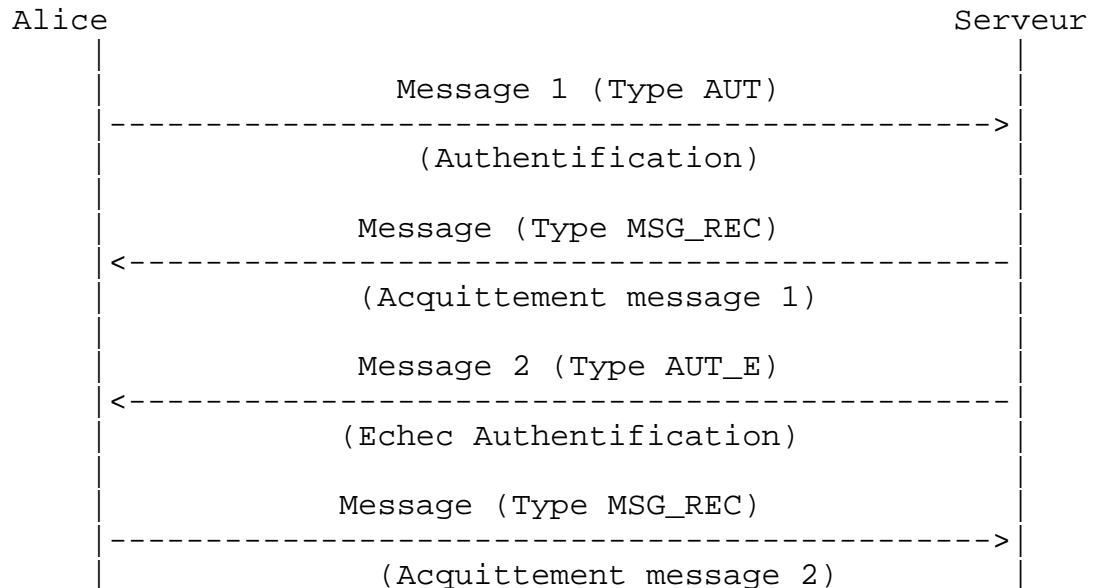 Alice Serveur
Message 1 (Type AUT)
|---------------------------------------------->|
(Authentification)
Message (Type MSG_REC)
|<----------------------------------------------|
(Acquittement message 1)
Message 2 (Type AUT_E)
|<----------------------------------------------|
(Echec Authentification)
Message (Type MSG_REC)
|---------------------------------------------->|
(Acquittement message 2)